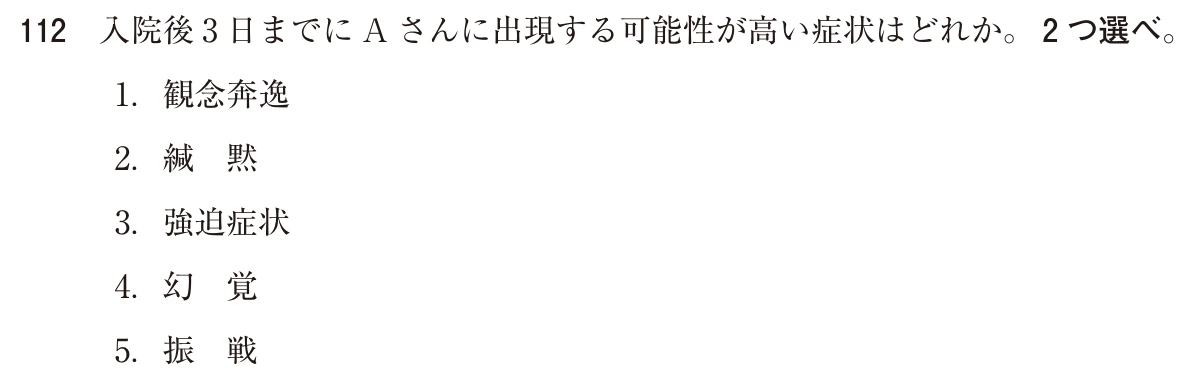 112 入院後3日までにAさんに出現する可能性が高い症状はどれか。2つ選べ。
1. 観念奔逸
2. 緘　黙
3. 強迫症状
4. 幻　覚
5. 振　戦